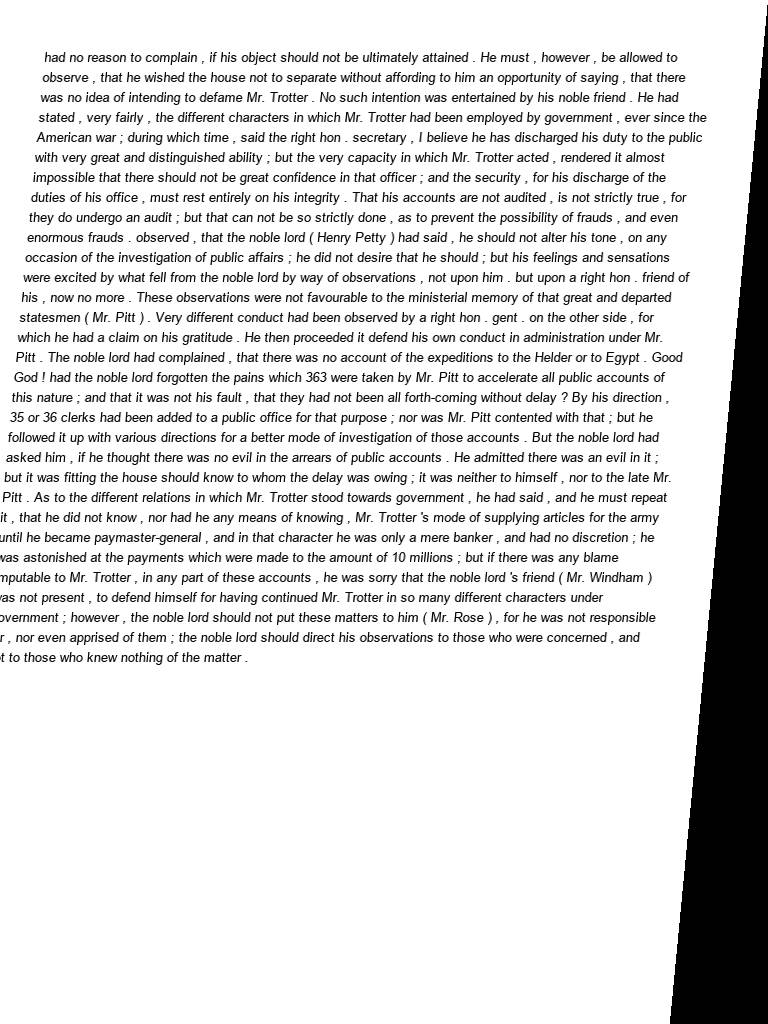 had no reason to complain , if his object should not be ultimately attained . He must , however , be allowed to
observe , that he wished the house not to separate without affording to him an opportunity of saying , that there
was no idea of intending to defame Mr. Trotter . No such intention was entertained by his noble friend . He had
stated , very fairly , the different characters in which Mr. Trotter had been employed by government , ever since the
American war ; during which time , said the right hon . secretary , I believe he has discharged his duty to the public
with very great and distinguished ability ; but the very capacity in which Mr. Trotter acted , rendered it almost
impossible that there should not be great confidence in that officer ; and the security , for his discharge of the
duties of his office , must rest entirely on his integrity . That his accounts are not audited , is not strictly true , for
they do undergo an audit ; but that can not be so strictly done , as to prevent the possibility of frauds , and even
enormous frauds . observed , that the noble lord ( Henry Petty ) had said , he should not alter his tone , on any
occasion of the investigation of public affairs ; he did not desire that he should ; but his feelings and sensations
were excited by what fell from the noble lord by way of observations , not upon him . but upon a right hon . friend of
his , now no more . These observations were not favourable to the ministerial memory of that great and departed
statesmen ( Mr. Pitt ) . Very different conduct had been observed by a right hon . gent . on the other side , for
which he had a claim on his gratitude . He then proceeded it defend his own conduct in administration under Mr.
Pitt . The noble lord had complained , that there was no account of the expeditions to the Helder or to Egypt . Good
God ! had the noble lord forgotten the pains which 363 were taken by Mr. Pitt to accelerate all public accounts of
this nature ; and that it was not his fault , that they had not been all forth-coming without delay ? By his direction ,
35 or 36 clerks had been added to a public office for that purpose ; nor was Mr. Pitt contented with that ; but he
followed it up with various directions for a better mode of investigation of those accounts . But the noble lord had
asked him , if he thought there was no evil in the arrears of public accounts . He admitted there was an evil in it ;
but it was fitting the house should know to whom the delay was owing ; it was neither to himself , nor to the late Mr.
Pitt . As to the different relations in which Mr. Trotter stood towards government , he had said , and he must repeat
it , that he did not know , nor had he any means of knowing , Mr. Trotter 's mode of supplying articles for the army
until he became paymaster-general , and in that character he was only a mere banker , and had no discretion ; he
was astonished at the payments which were made to the amount of 10 millions ; but if there was any blame
mputable to Mr. Trotter , in any part of these accounts , he was sorry that the noble lord 's friend ( Mr. Windham )
was not present , to defend himself for having continued Mr. Trotter in so many different characters under
overnment ; however , the noble lord should not put these matters to him ( Mr. Rose ) , for he was not responsible
r , nor even apprised of them ; the noble lord should direct his observations to those who were concerned , and
t to those who knew nothing of the matter .